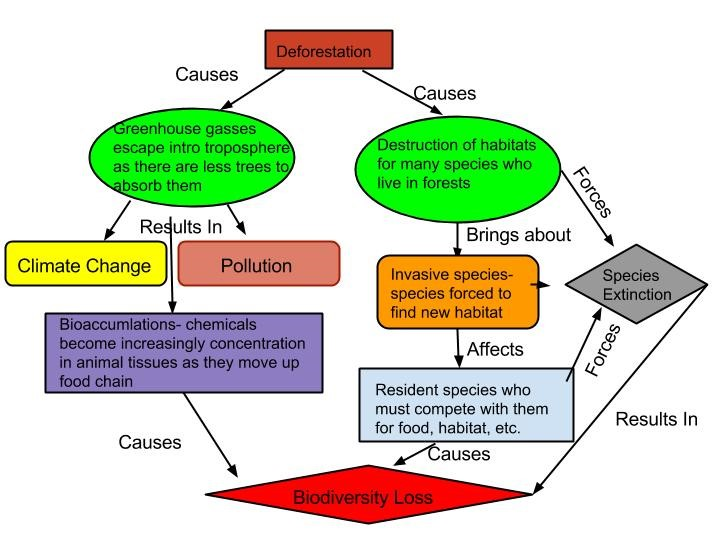 Deforestation
Causes
Causes
Greenhouse gasses
escape intro troposphere
as there are less trees to
absorb them
Destruction of habitats
for many species who
live in forests
Forces
Results In
Brings about
Climate Change
Pollution
Invasive species-
species forced to
find new habitat
Species
Extinction
Bioaccumlations- chemicals
become increasingly concentration
in animal tissues as they move up
food chain
Affects
Forces
Resident species who
must compete with them
for food, habitat, etc.
Results In
Causes
Causes
Biodiversity Loss